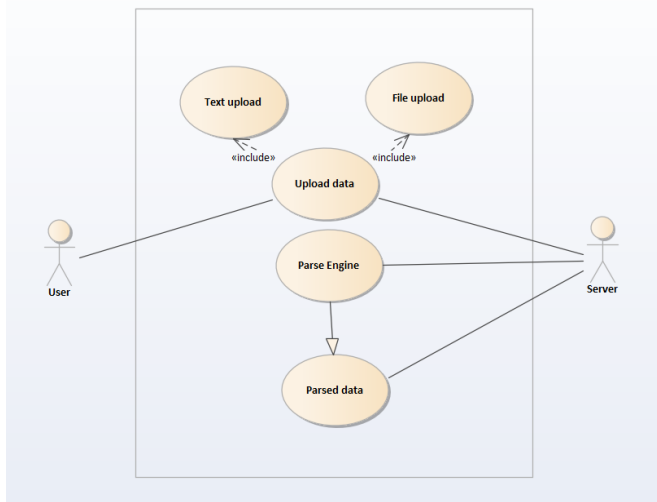 Text upload
File upload
«include»
«include»
Upload data
User
Parse Engine
Server
Parsed data